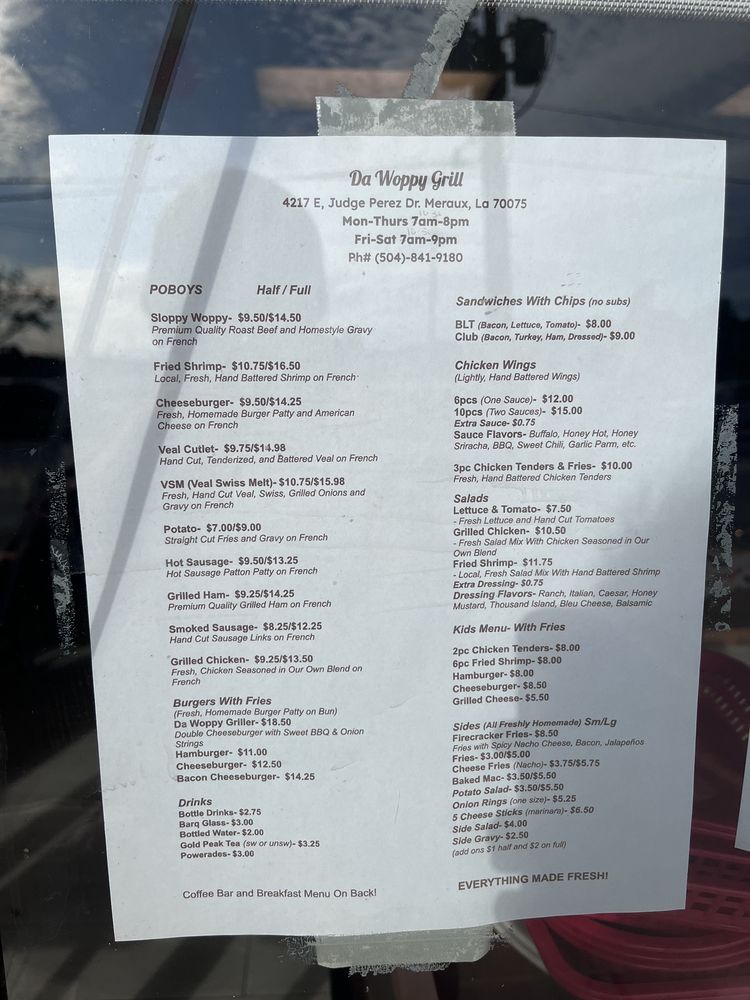 Da Woppy Grill
4217 E, Judge Perez Dr. Meraux, La 70075
Mon-Thurs 7am-8pm
Fri-Sat 7am-9pm
Ph# (504)-841-9180
POBOYS Half / Full
Sloppy Woppy- $9.50/$14.50
Premium Quality Roast Beef and Homestyle Gravy
on French
Fried Shrimp- $10.75/$16.50
Local, Fresh, Hand Battered Shrimp on French
Cheeseburger- $9.50/$14.25
Fresh, Homemade Burger Patty and American
Cheese on French
Veal Cutlet- $9.75/$14.98
Hand Cut, Tenderized, and Battered Veal on French
VSM (Veal Swiss Melt)- $10.75/$15.98
Fresh, Hand Cut Veal, Swiss, Grilled Onions and
Gravy on French
Potato- $7.00/$9.00
Straight Cut Fries and Gravy on French
Hot Sausage- $9.50/$13.25
Hot Sausage Patton Patty on French
Grilled Ham- $9.25/$14.25
Premium Quality Grilled Ham on French
Smoked Sausage- $8.25/$12.25
Hand Cut Sausage Links on French
Grilled Chicken- $9.25/$13.50
Fresh, Chicken Seasoned in Our Own Blend on
French
Burgers With Fries
(Fresh, Homemade Burger Patty on Bun)
Da Woppy Griller- $18.50
Double Cheeseburger with Sweet BBQ & Onion
Strings
Hamburger- $11.00
Cheeseburger- $12.50
Bacon Cheeseburger- $14.25
Drinks
Bottle Drinks- $2.75
Barq Glass- $3.00
Bottled Water- $2.00
Gold Peak Tea (sw or unsw)- $3.25
Powerades- $3.00
Coffee Bar and Breakfast Menu On Back!
Sandwiches With Chips (no subs)
BLT (Bacon, Lettuce, Tomato)- $8.00
Club (Bacon, Turkey, Ham, Dressed)- $9.00
Chicken Wings
(Lightly, Hand Battered Wings)
6pcs (One Sauce)- $12.00
10pcs (Two Sauces)- $15.00
Extra Sauce- $0.75
Sauce Flavors- Buffalo, Honey Hot, Honey
Sriracha, BBQ, Sweet Chili, Garlic Parm, etc.
3pc Chicken Tenders & Fries- $10.00
Fresh, Hand Battered Chicken Tenders
Salads
Lettuce & Tomato- $7.50
- Fresh Lettuce and Hand Cut Tomatoes
Grilled Chicken- $10.50
- Fresh Salad Mix With Chicken Seasoned in Our
Own Blend
Fried Shrimp- $11.75
- Local, Fresh Salad Mix With Hand Battered Shrimp
Extra Dressing- $0.75
Dressing Flavors- Ranch, Italian, Caesar, Honey
Mustard, Thousand Island, Bleu Cheese, Balsamic
Kids Menu- With Fries
2pc Chicken Tenders- $8.00
6pc Fried Shrimp- $8.00
Hamburger- $8.00
Cheeseburger- $8.50
Grilled Cheese- $5.50
Sides (All Freshly Homemade) Sm/Lg
Firecracker Fries- $8.50
Fries with Spicy Nacho Cheese, Bacon, Jalapeños
Fries- $3.00/$5.00
Cheese Fries (Nacho)- $3.75/$5.75
Baked Mac- $3.50/$5.50
Potato Salad- $3.50/$5.50
Onion Rings (one size)- $5.25
5 Cheese Sticks (marinara)- $6.50
Side Salad- $4.00
Side Gravy- $2.50
(add ons $1 half and $2 on full)
EVERYTHING MADE FRESH!